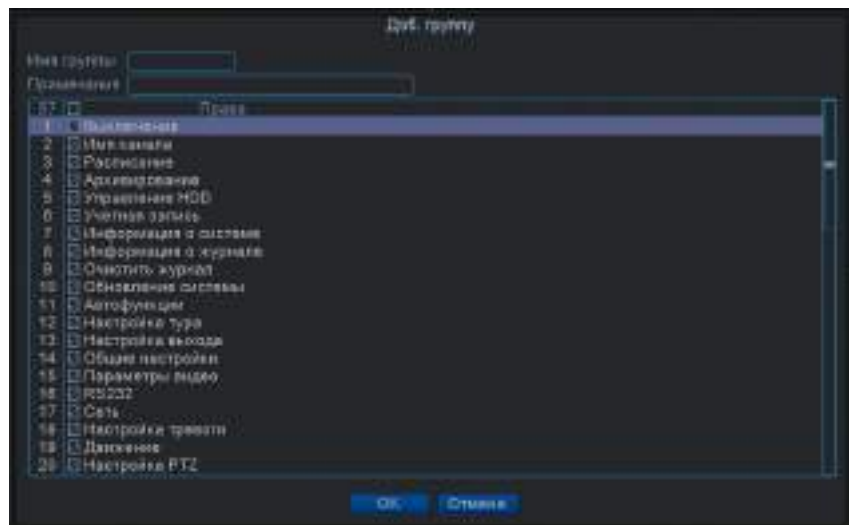 Доб. группу
Имя группы
Примечания
57 Права
1 Выключение
2 Имя канала
3 Расписание
4 Архивирование
5 Управление HDD
6 Учетная запись
7 Информация о системе
8 Информация о журнале
9 Очистить журнал
10 Обновление системы
11 Автофункции
12 Настройка тура
13 Настройка выхода
14 Общие настройки
15 Параметры видео
16 RS232
17 Сеть
18 Настройка тревоги
19 Движение
20 Настройка PTZ
OK Отмена